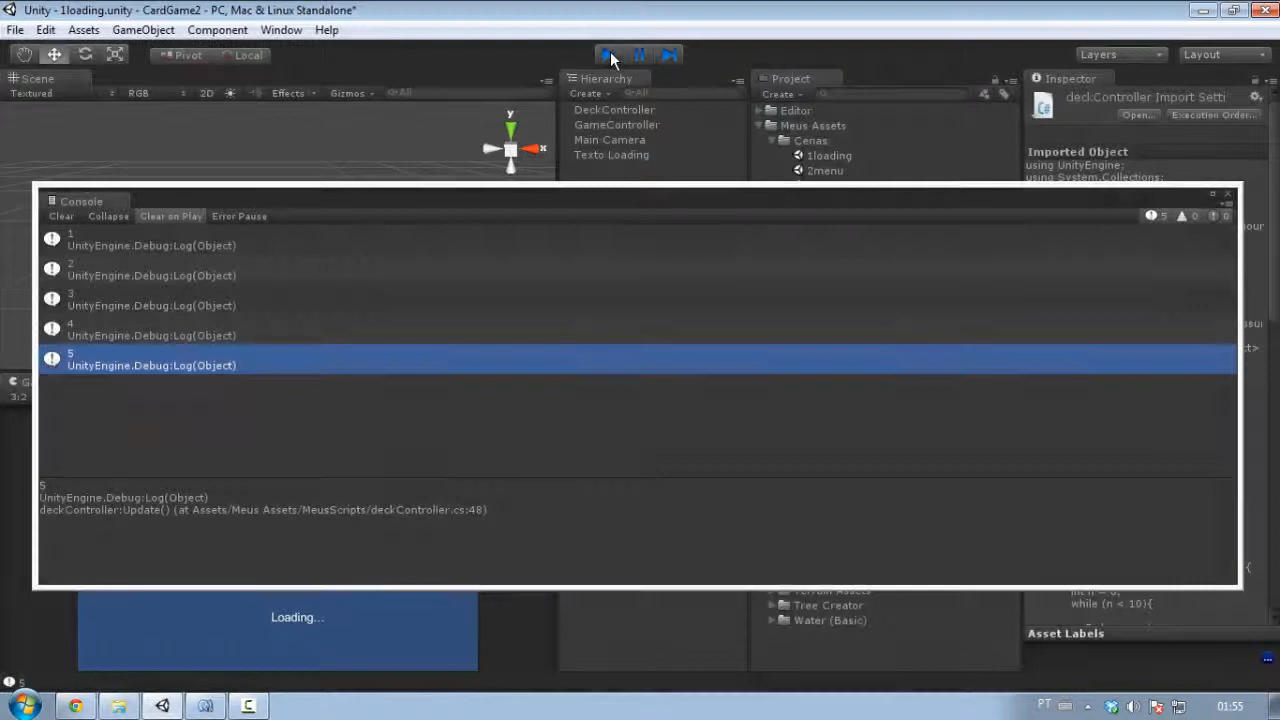 Unity - 1loading.unity - CardGame2 - PC, Mac & Linux Standalone*
File Edit Assets GameObject Component Window Help
Pivot Local Layers Layout
Scene Hierarchy Project Inspector
Textured RGB 2D Effects Gizmos All Create All Create
deckController Import Setti
Open... Execution Order...
DeckController
GameController
Main Camera
Texto Loading
Editor
Meus Assets
Cenas
1loading
2menu
Imported Object
using UnityEngine;
using System.Collections;
Console
Clear Collapse Clear on Play Error Pause 5 0 0
1
UnityEngine.Debug:Log(Object)
2
UnityEngine.Debug:Log(Object)
3
UnityEngine.Debug:Log(Object)
4
UnityEngine.Debug:Log(Object)
5
UnityEngine.Debug:Log(Object)
3:2
5
UnityEngine.Debug:Log(Object)
deckController:Update() (at Assets/Meus Assets/MeusScripts/deckController.cs:48)
Loading...
Tree Creator
Water (Basic)
while (n < 10){
Asset Labels
5
PT 01:55